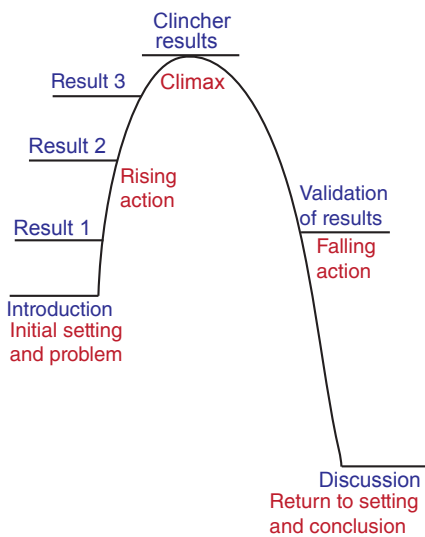 Clincher
results
Result 3
Climax
Result 2
Rising
action
Validation
of results
Result 1
Falling
action
Introduction
Initial setting
and problem
Discussion
Return to setting
and conclusion